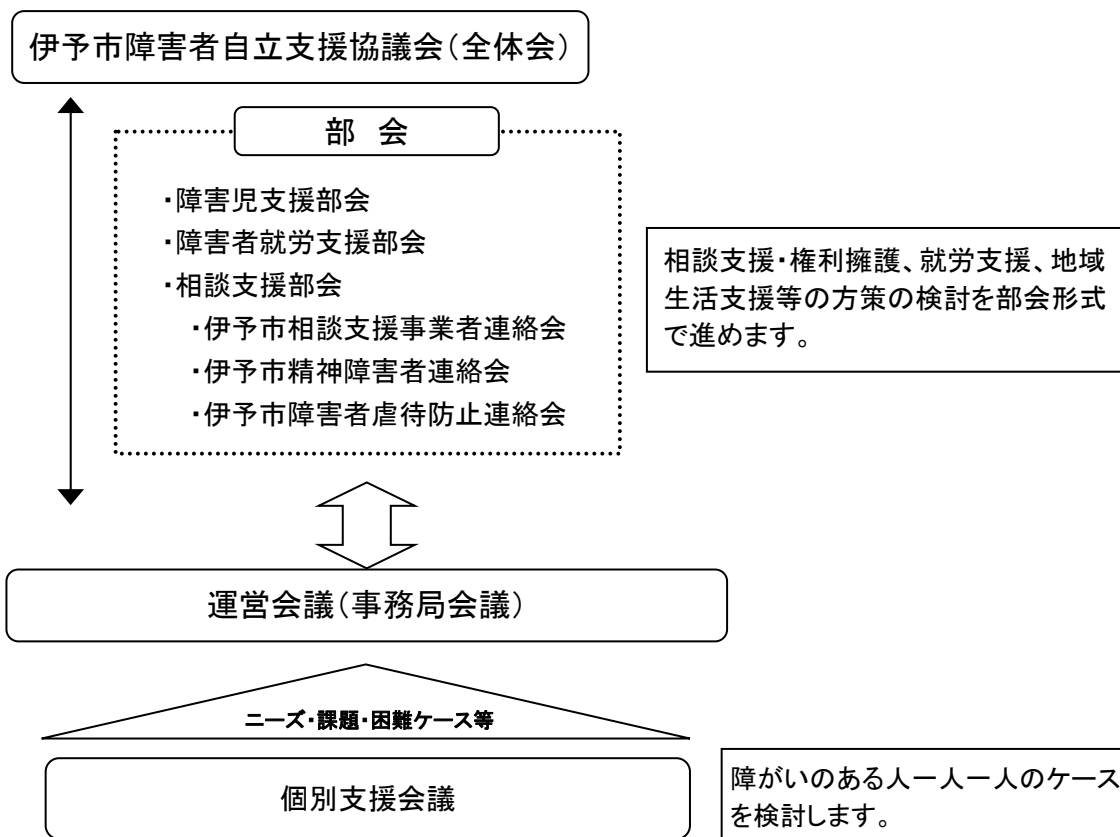 伊予市障害者自立支援協議会（全体会）
部 会
・障害児支援部会
・障害者就労支援部会
・相談支援部会
・伊予市相談支援事業者連絡会
・伊予市精神障害者連絡会
・伊予市障害者虐待防止連絡会
相談支援・権利擁護、就労支援、地域
生活支援等の方策の検討を部会形式
で進めます。
運営会議（事務局会議）
ニーズ・課題・困難ケース等
個別支援会議
障がいのある人一人一人のケース
を検討します。